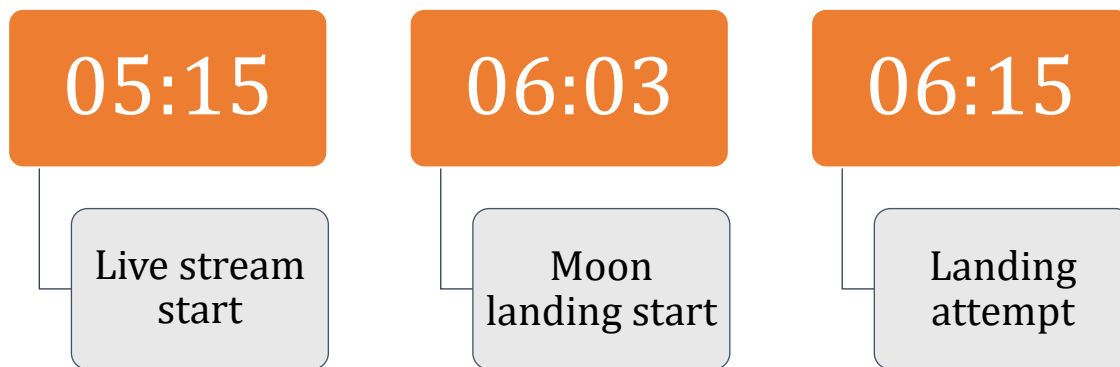 05:15
Live stream
start
06:03
Moon
landing start
06:15
Landing
attempt